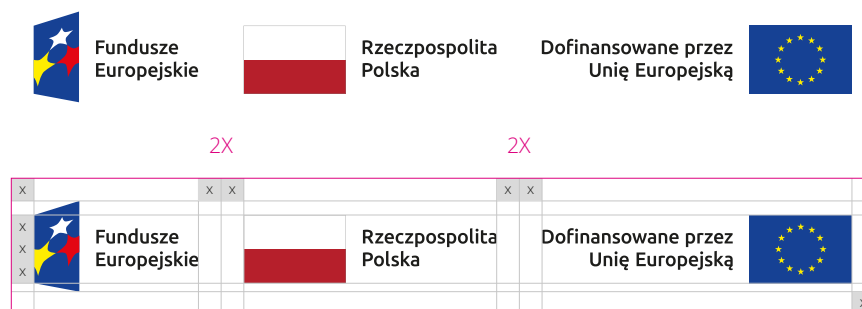 Fundusze
Europejskie
Rzeczpospolita
Polska
Dofinansowane przez
Unię Europejską
2X
2X
x
x x
x x
x
x
x
Fundusze
Europejskie
Rzeczpospolita
Polska
Dofinansowane przez
Unię Europejską
x